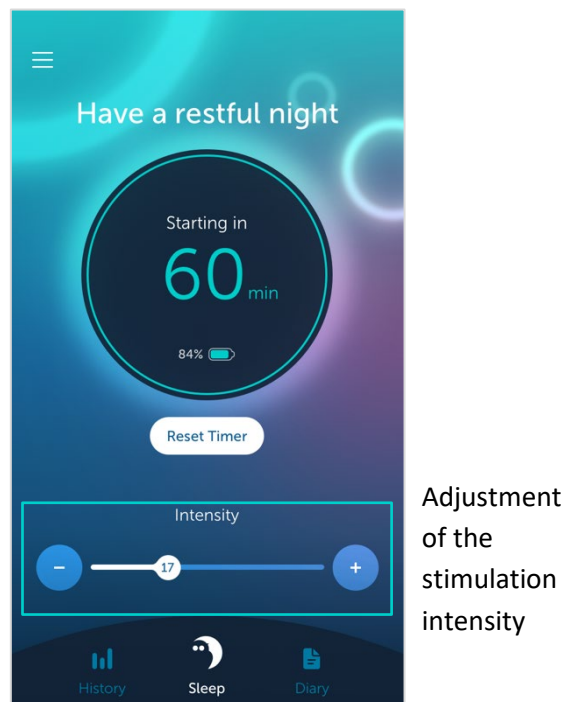 Have a restful night
Starting in
60 min
84%
Reset Timer
Intensity
- 17 +
Adjustment
of the
stimulation
intensity
History Sleep Diary